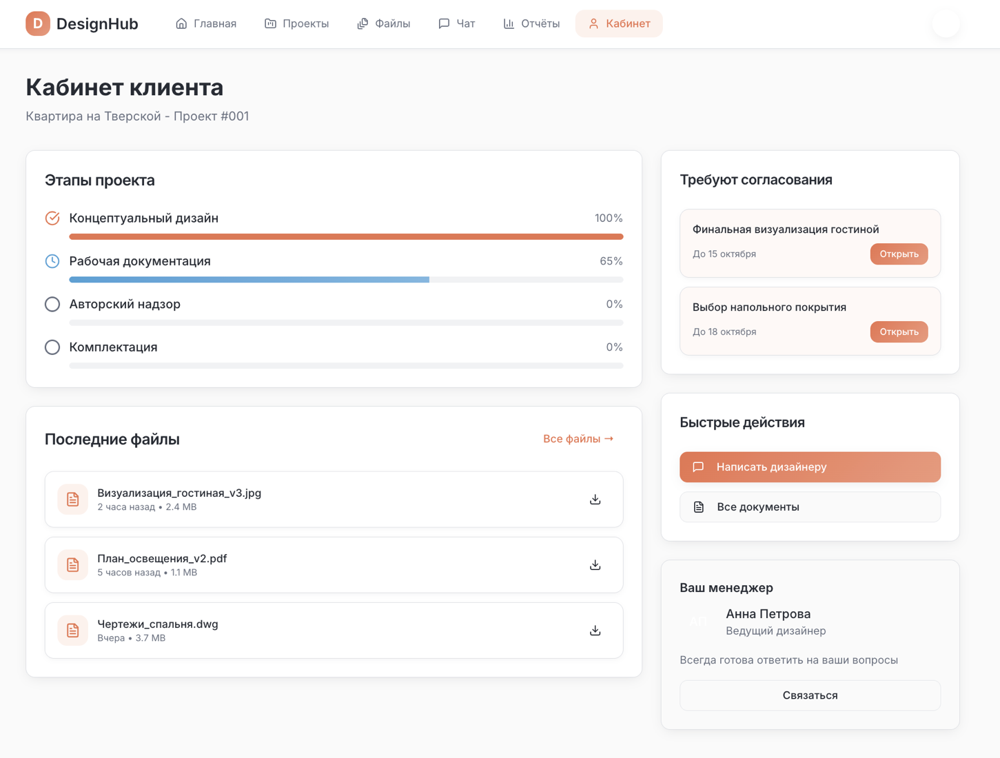 D DesignHub Главная Проекты Файлы Чат Отчёты Кабинет
Кабинет клиента
Квартира на Тверской - Проект #001
Этапы проекта
Концептуальный дизайн 100%
Рабочая документация 65%
Авторский надзор 0%
Комплектация 0%
Последние файлы Все файлы →
Визуализация_гостиная_v3.jpg
2 часа назад • 2.4 MB
План_освещения_v2.pdf
5 часов назад • 1.1 MB
Чертежи_спальня.dwg
Вчера • 3.7 MB
Требуют согласования
Финальная визуализация гостиной
До 15 октября Открыть
Выбор напольного покрытия
До 18 октября Открыть
Быстрые действия
Написать дизайнеру
Все документы
Ваш менеджер
АП
Анна Петрова
Ведущий дизайнер
Всегда готова ответить на ваши вопросы
Связаться